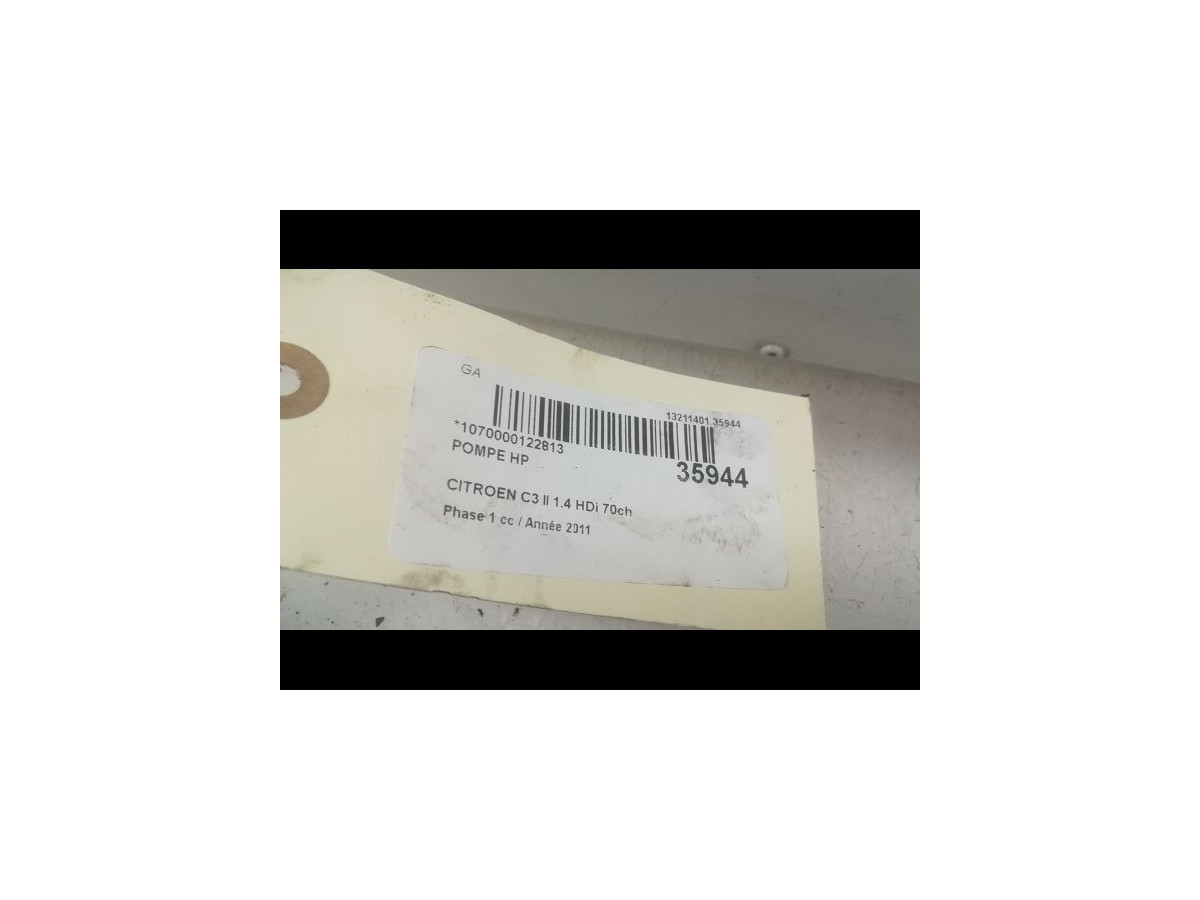 GA
13211401 35944
*1070000122813
POMPE HP
35944
CITROEN C3 II 1.4 HDi 70ch
Phase 1 cc / Année 2011